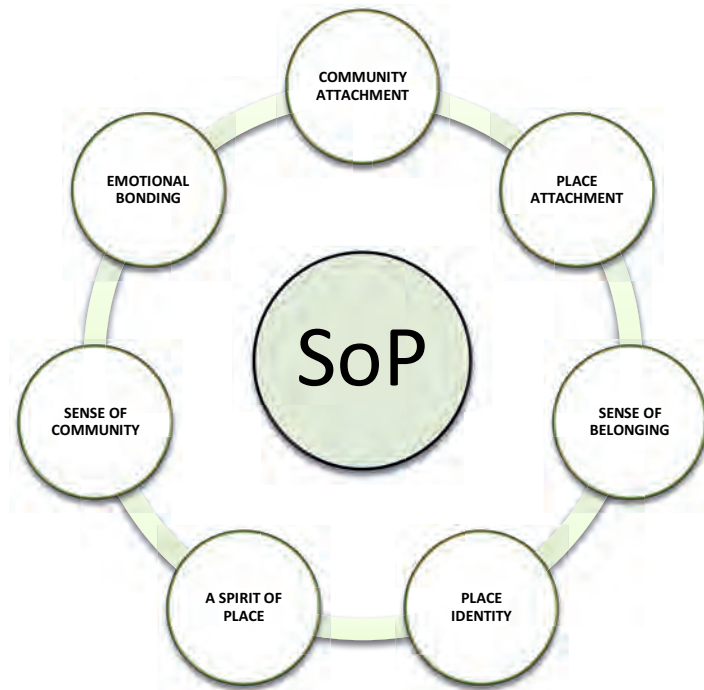 COMMUNITY
ATTACHMENT
PLACE
ATTACHMENT
SENSE OF
BELONGING
PLACE
IDENTITY
A SPIRIT OF
PLACE
SENSE OF
COMMUNITY
EMOTIONAL
BONDING
SoP